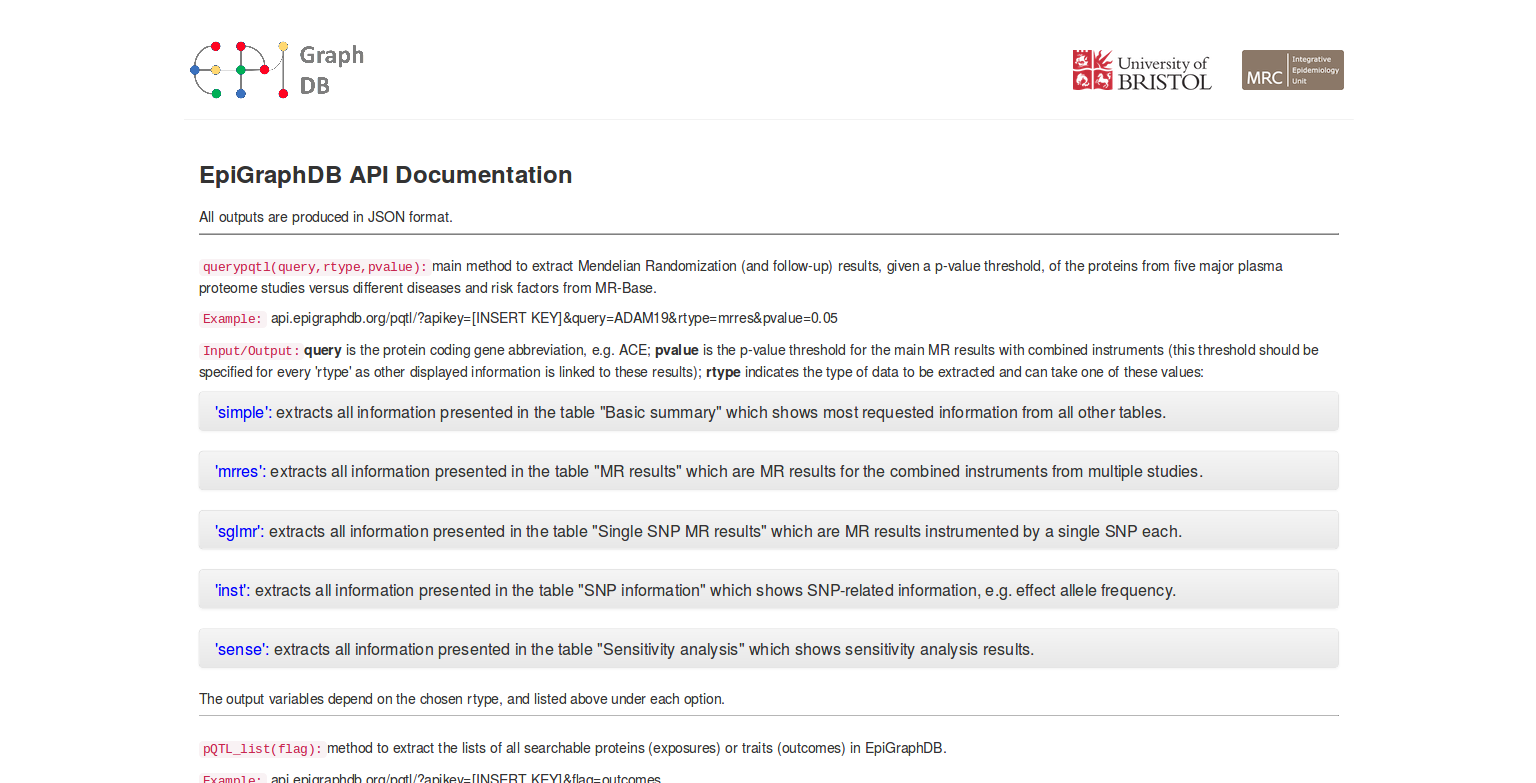 Graph
DB
University of
BRISTOL
MRC
Integrative
Epidemiology
Unit
EpiGraphDB API Documentation
All outputs are produced in JSON format.
querypqtl(query,rtype,pvalue): main method to extract Mendelian Randomization (and follow-up) results, given a p-value threshold, of the proteins from five major plasma
proteome studies versus different diseases and risk factors from MR-Base.
Example: api.epigraphdb.org/pqtl/?apikey=[INSERT KEY]&query=ADAM19&rtype=mrres&pvalue=0.05
Input/Output: query is the protein coding gene abbreviation, e.g. ACE; pvalue is the p-value threshold for the main MR results with combined instruments (this threshold should be
specified for every 'rtype' as other displayed information is linked to these results); rtype indicates the type of data to be extracted and can take one of these values:
'simple': extracts all information presented in the table "Basic summary" which shows most requested information from all other tables.
'mrres': extracts all information presented in the table "MR results" which are MR results for the combined instruments from multiple studies.
'sglmr': extracts all information presented in the table "Single SNP MR results" which are MR results instrumented by a single SNP each.
'inst': extracts all information presented in the table "SNP information" which shows SNP-related information, e.g. effect allele frequency.
'sense': extracts all information presented in the table "Sensitivity analysis" which shows sensitivity analysis results.
The output variables depend on the chosen rtype, and listed above under each option.
pQTL_list(flag): method to extract the lists of all searchable proteins (exposures) or traits (outcomes) in EpiGraphDB.
Example: api.epigraphdb.org/pqtl/?apikey=[INSERT KEY]&flag=outcomes